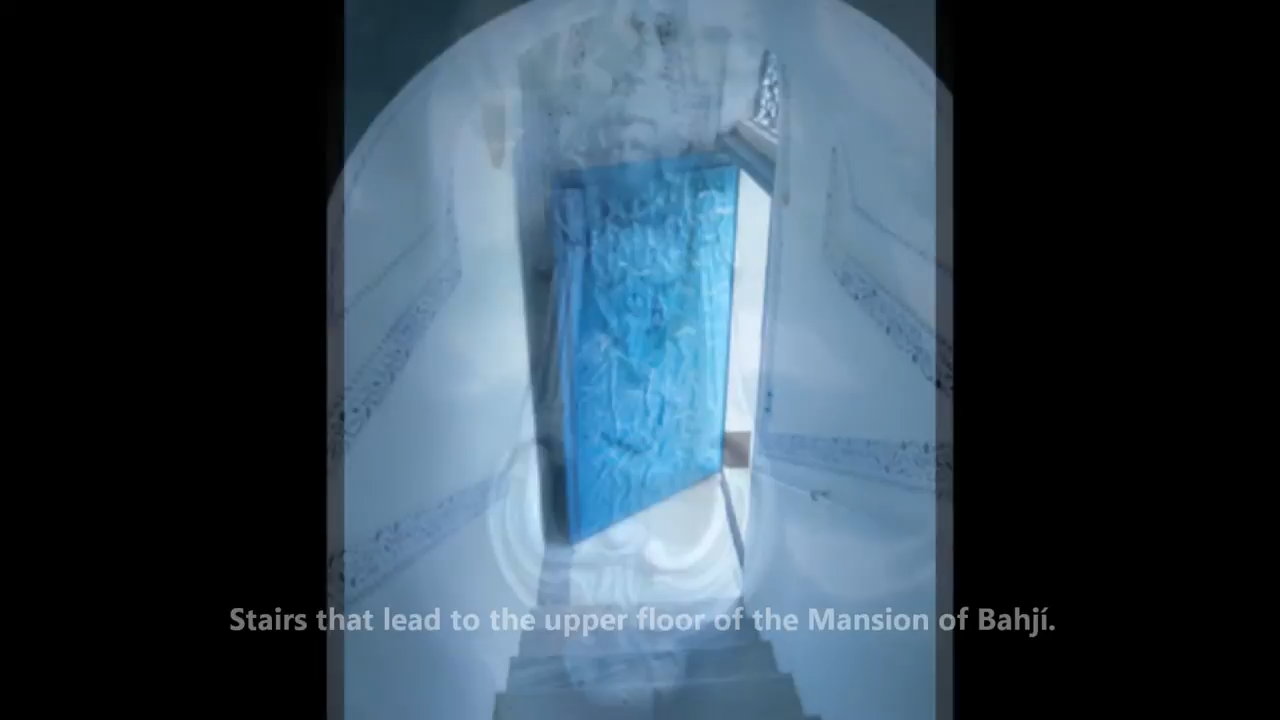 Stairs that lead to the upper floor of the Mansion of Bahjí.